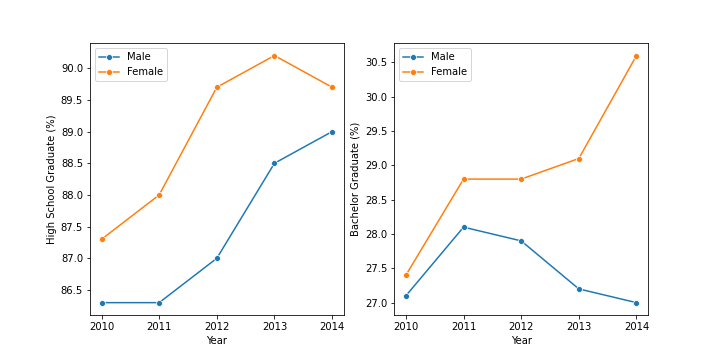 Male
Female
High School Graduate (%)
90.0
89.5
89.0
88.5
88.0
87.5
87.0
86.5
2010 2011 2012 2013 2014
Year
Male
Female
Bachelor Graduate (%)
30.5
30.0
29.5
29.0
28.5
28.0
27.5
27.0
2010 2011 2012 2013 2014
Year